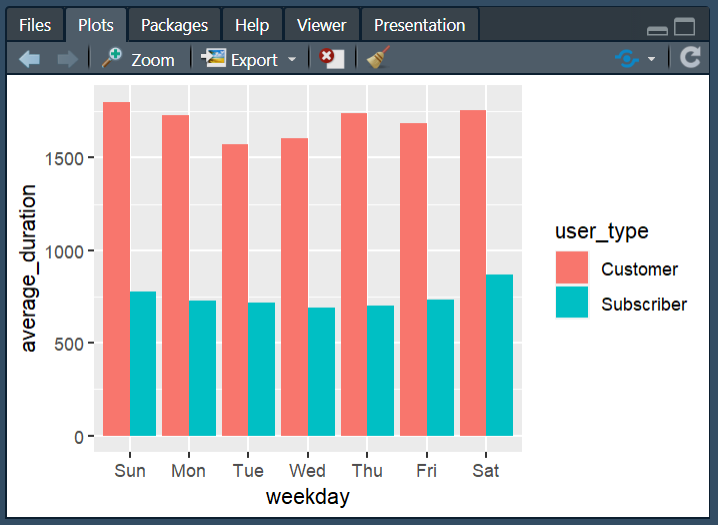 Files Plots Packages Help Viewer Presentation
Zoom Export
average_duration
1500
1000
500
0
Sun Mon Tue Wed Thu Fri Sat
weekday
user_type
Customer
Subscriber